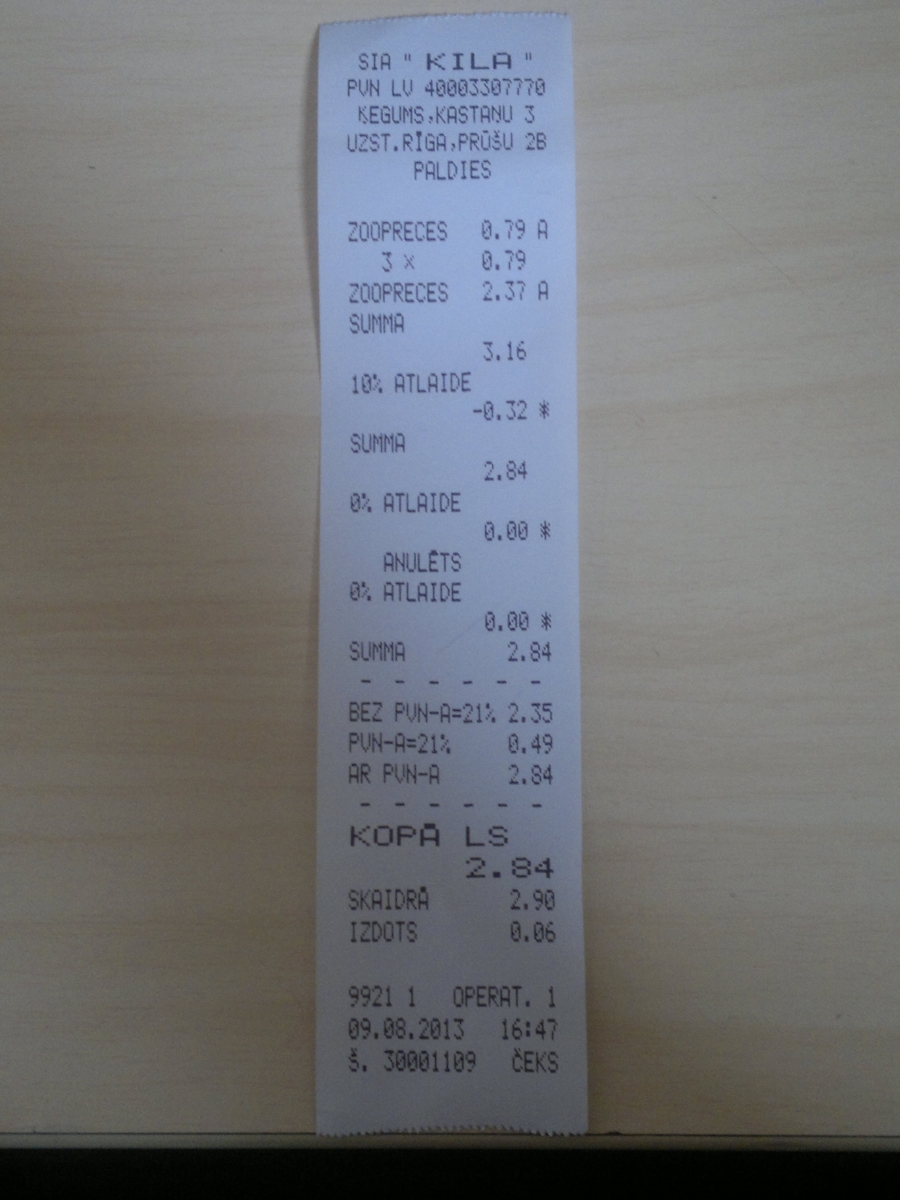 SIA " KILA "
PVN LV 40003307770
ĶEGUMS,KASTAŅU 3
UZST.RĪGA,PRŪŠU 2B
PALDIES
ZOOPRECES 0.79 A
3 X 0.79
ZOOPRECES 2.37 A
SUMMA
3.16
10% ATLAIDE
-0.32 *
SUMMA
2.84
0% ATLAIDE
0.00 *
ANULĒTS
0% ATLAIDE
0.00 *
SUMMA 2.84
- - - - - -
BEZ PVN-A=21% 2.35
PVN-A=21% 0.49
AR PVN-A 2.84
- - - - - -
KOPĀ LS
2.84
SKAIDRĀ 2.90
IZDOTS 0.06
9921 1 OPERAT. 1
09.08.2013 16:47
Š. 30001109 ČEKS